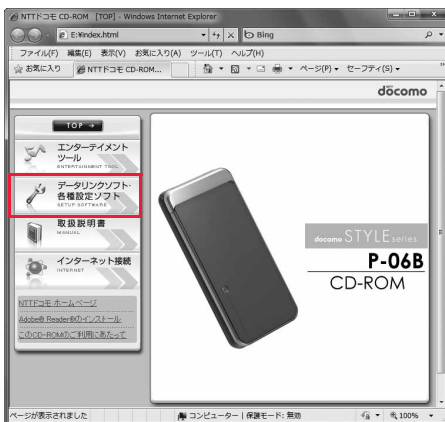 NTTドコモ CD-ROM [TOP] - Windows Internet Explorer
E:¥index.html
Bing
ファイル(F) 編集(E) 表示(V) お気に入り(A) ツール(T) ヘルプ(H)
お気に入り NTTドコモ CD-ROM... ページ(P) セーフティ(S)
döcomo
TOP
エンターテイメント
ツール
ENTERTAINMENT TOOL
データリンクソフト・
各種設定ソフト
SETUP SOFTWARE
取扱説明書
MANUAL
インターネット接続
INTERNET
NTTドコモ ホームページ
Adobe® Reader®のインストール
このCD-ROMのご利用にあたって
docomo STYLE series
P-06B
CD-ROM
ページが表示されました コンピューター | 保護モード: 無効 100%